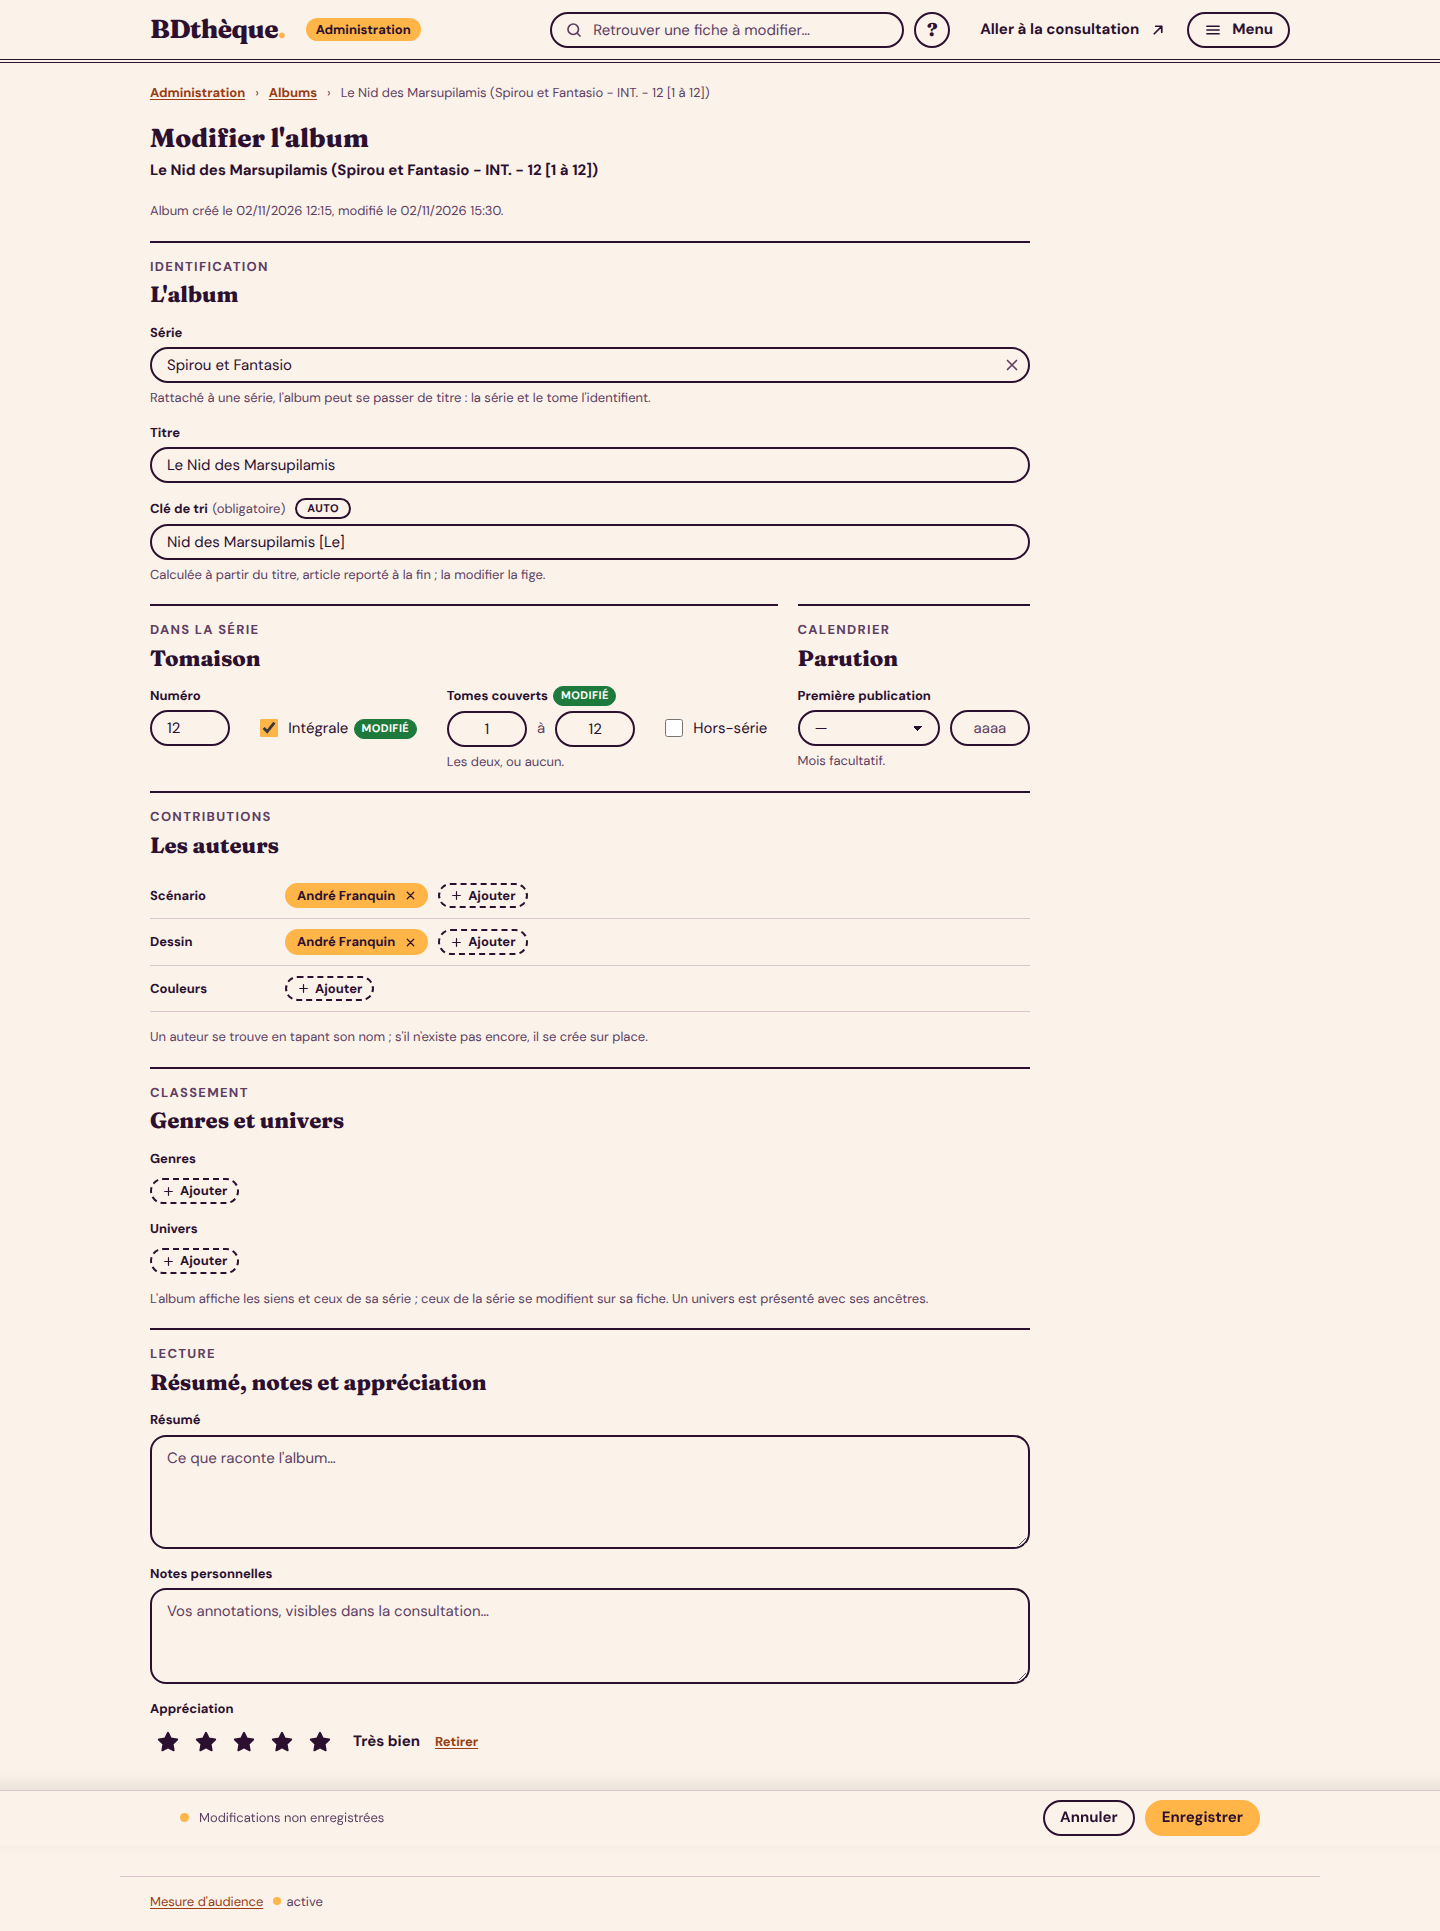 BDthèque. Administration Retrouver une fiche à modifier... ? Aller à la consultation Menu
Administration › Albums › Le Nid des Marsupilamis (Spirou et Fantasio - INT. - 12 [1 à 12])
Modifier l'album
Le Nid des Marsupilamis (Spirou et Fantasio - INT. - 12 [1 à 12])
Album créé le 02/11/2026 12:15, modifié le 02/11/2026 15:30.
IDENTIFICATION
L'album
Série
Spirou et Fantasio
Rattaché à une série, l'album peut se passer de titre : la série et le tome l'identifient.
Titre
Le Nid des Marsupilamis
Clé de tri (obligatoire) AUTO
Nid des Marsupilamis [Le]
Calculée à partir du titre, article reporté à la fin ; la modifier la fige.
DANS LA SÉRIE
Tomaison
Numéro
12
Intégrale MODIFIÉ
Tomes couverts MODIFIÉ
1 à 12
Les deux, ou aucun.
Hors-série
CALENDRIER
Parution
Première publication
— aaaa
Mois facultatif.
CONTRIBUTIONS
Les auteurs
Scénario André Franquin × + Ajouter
Dessin André Franquin × + Ajouter
Couleurs + Ajouter
Un auteur se trouve en tapant son nom ; s'il n'existe pas encore, il se crée sur place.
CLASSEMENT
Genres et univers
Genres
+ Ajouter
Univers
+ Ajouter
L'album affiche les siens et ceux de sa série ; ceux de la série se modifient sur sa fiche. Un univers est présenté avec ses ancêtres.
LECTURE
Résumé, notes et appréciation
Résumé
Ce que raconte l'album...
Notes personnelles
Vos annotations, visibles dans la consultation...
Appréciation
Très bien Retirer
Modifications non enregistrées Annuler Enregistrer
Mesure d'audience active